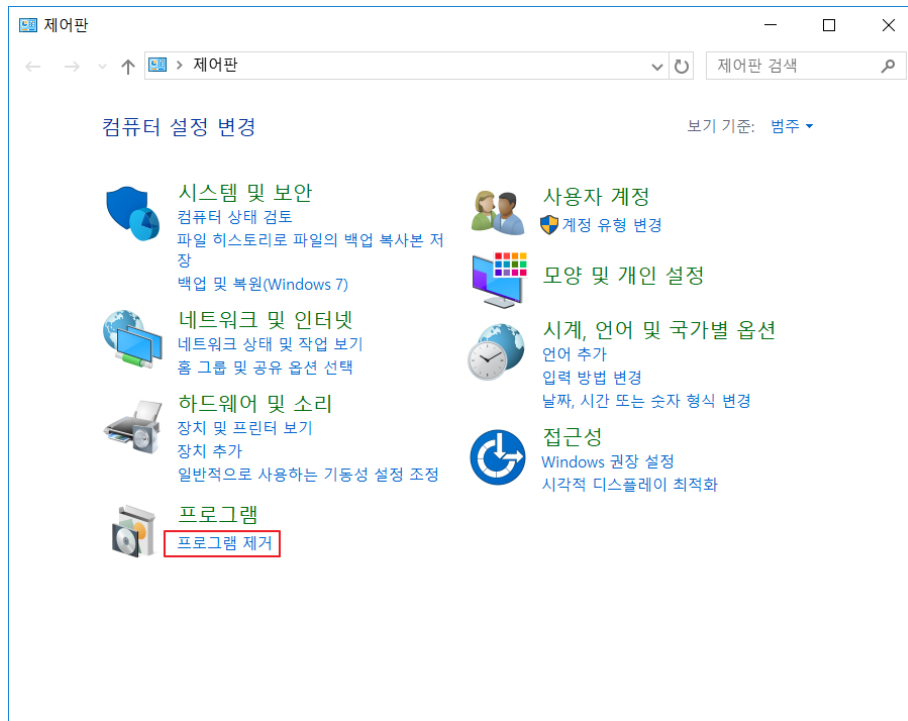 제어판
제어판
제어판 검색
컴퓨터 설정 변경
보기 기준: 범주
시스템 및 보안
컴퓨터 상태 검토
파일 히스토리로 파일의 백업 복사본 저
장
백업 및 복원(Windows 7)
네트워크 및 인터넷
네트워크 상태 및 작업 보기
홈 그룹 및 공유 옵션 선택
하드웨어 및 소리
장치 및 프린터 보기
장치 추가
일반적으로 사용하는 기동성 설정 조정
프로그램
프로그램 제거
사용자 계정
계정 유형 변경
모양 및 개인 설정
시계, 언어 및 국가별 옵션
언어 추가
입력 방법 변경
날짜, 시간 또는 숫자 형식 변경
접근성
Windows 권장 설정
시각적 디스플레이 최적화